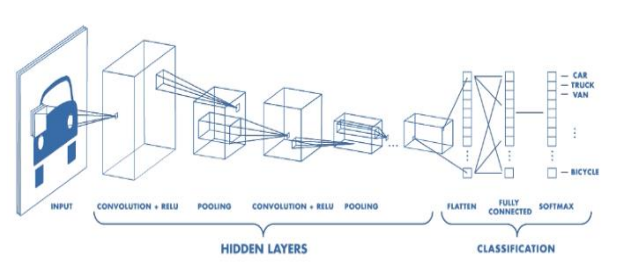 CAR
TRUCK
VAN
BICYCLE
INPUT
CONVOLUTION + RELU
POOLING
CONVOLUTION + RELU
POOLING
FLATTEN
FULLY
CONNECTED
SOFTMAX
HIDDEN LAYERS
CLASSIFICATION